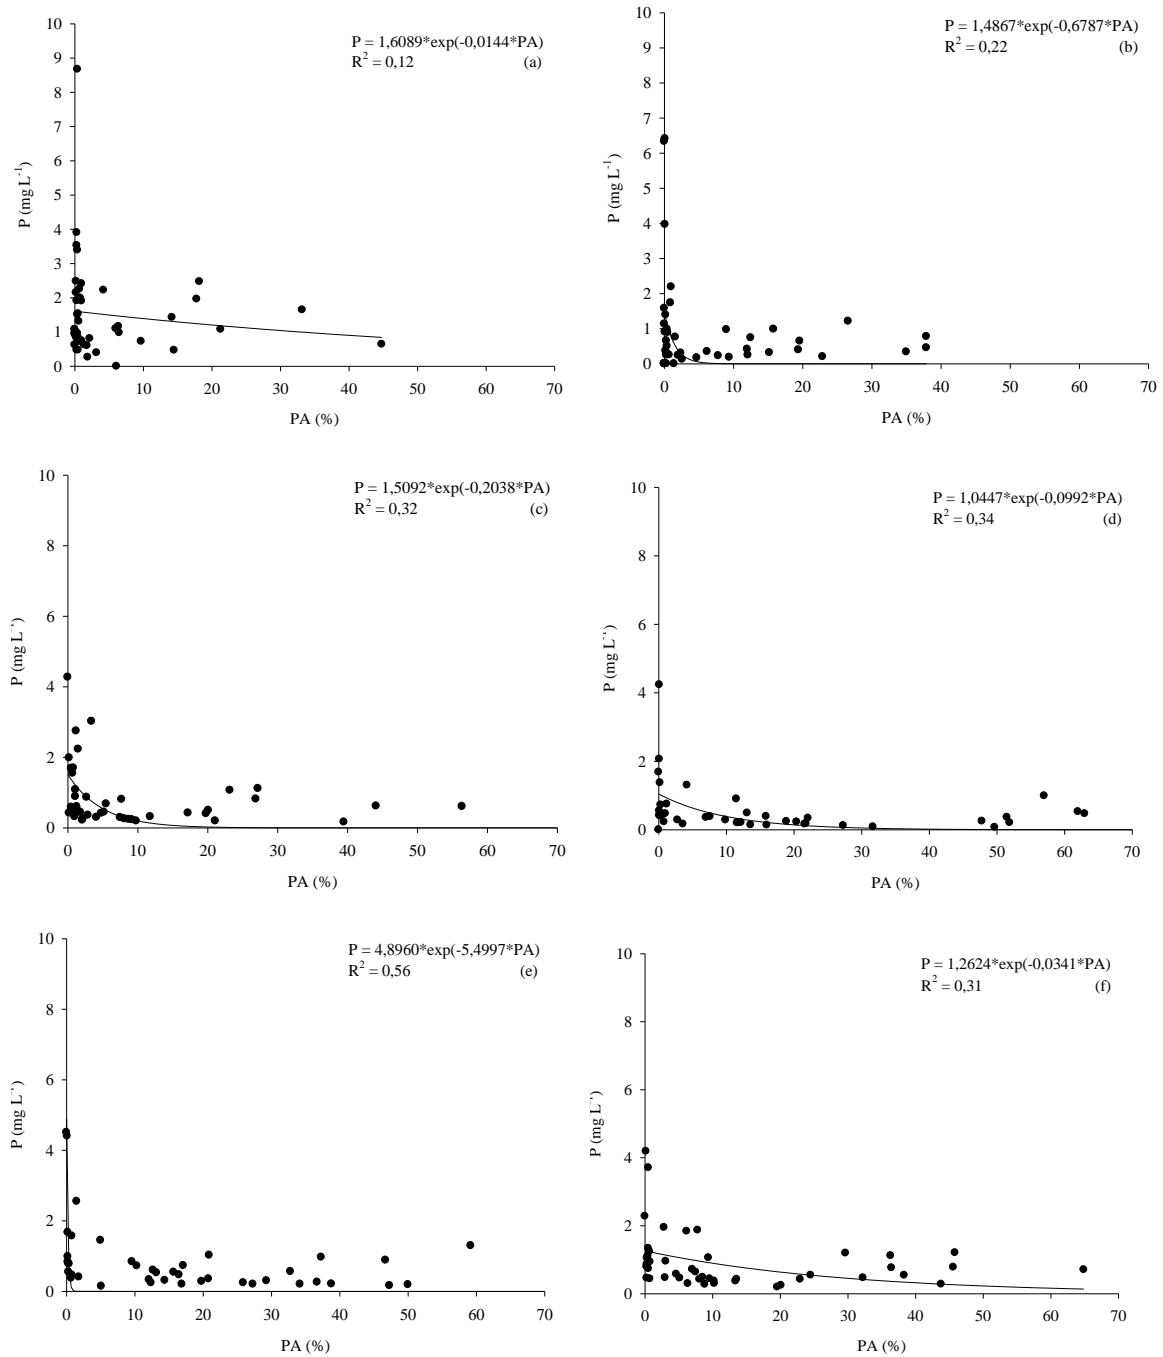 P = 1,6089*exp(-0,0144*PA)
R² = 0,12 (a)
10
9
8
7
6
5
4
3
2
1
0
P (mg L⁻¹)
0 10 20 30 40 50 60 70
PA (%)
P = 1,4867*exp(-0,6787*PA)
R² = 0,22 (b)
10
9
8
7
6
5
4
3
2
1
0
P (mg L⁻¹)
0 10 20 30 40 50 60 70
PA (%)
P = 1,5092*exp(-0,2038*PA)
R² = 0,32 (c)
10
8
6
4
2
0
P (mg L⁻¹)
0 10 20 30 40 50 60 70
PA (%)
P = 1,0447*exp(-0,0992*PA)
R² = 0,34 (d)
10
8
6
4
2
0
P (mg L⁻¹)
0 10 20 30 40 50 60 70
PA (%)
P = 4,8960*exp(-5,4997*PA)
R² = 0,56 (e)
10
8
6
4
2
0
P (mg L⁻¹)
0 10 20 30 40 50 60 70
PA (%)
P = 1,2624*exp(-0,0341*PA)
R² = 0,31 (f)
10
8
6
4
2
0
P (mg L⁻¹)
0 10 20 30 40 50 60 70
PA (%)